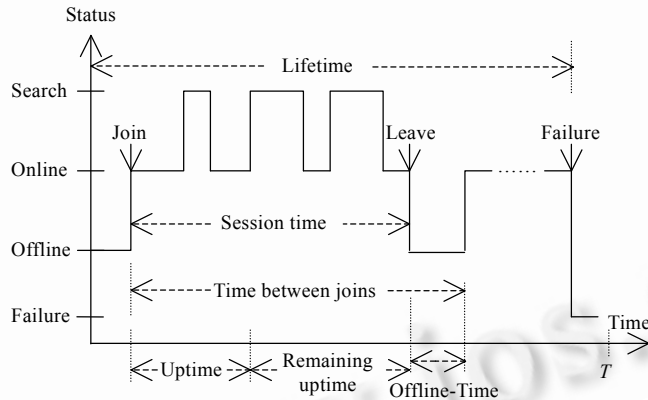 Status
Lifetime
Search
Join
Leave
Failure
Online
Session time
Offline
Time between joins
Failure
Time
Uptime
Remaining
uptime
Offline-Time
T